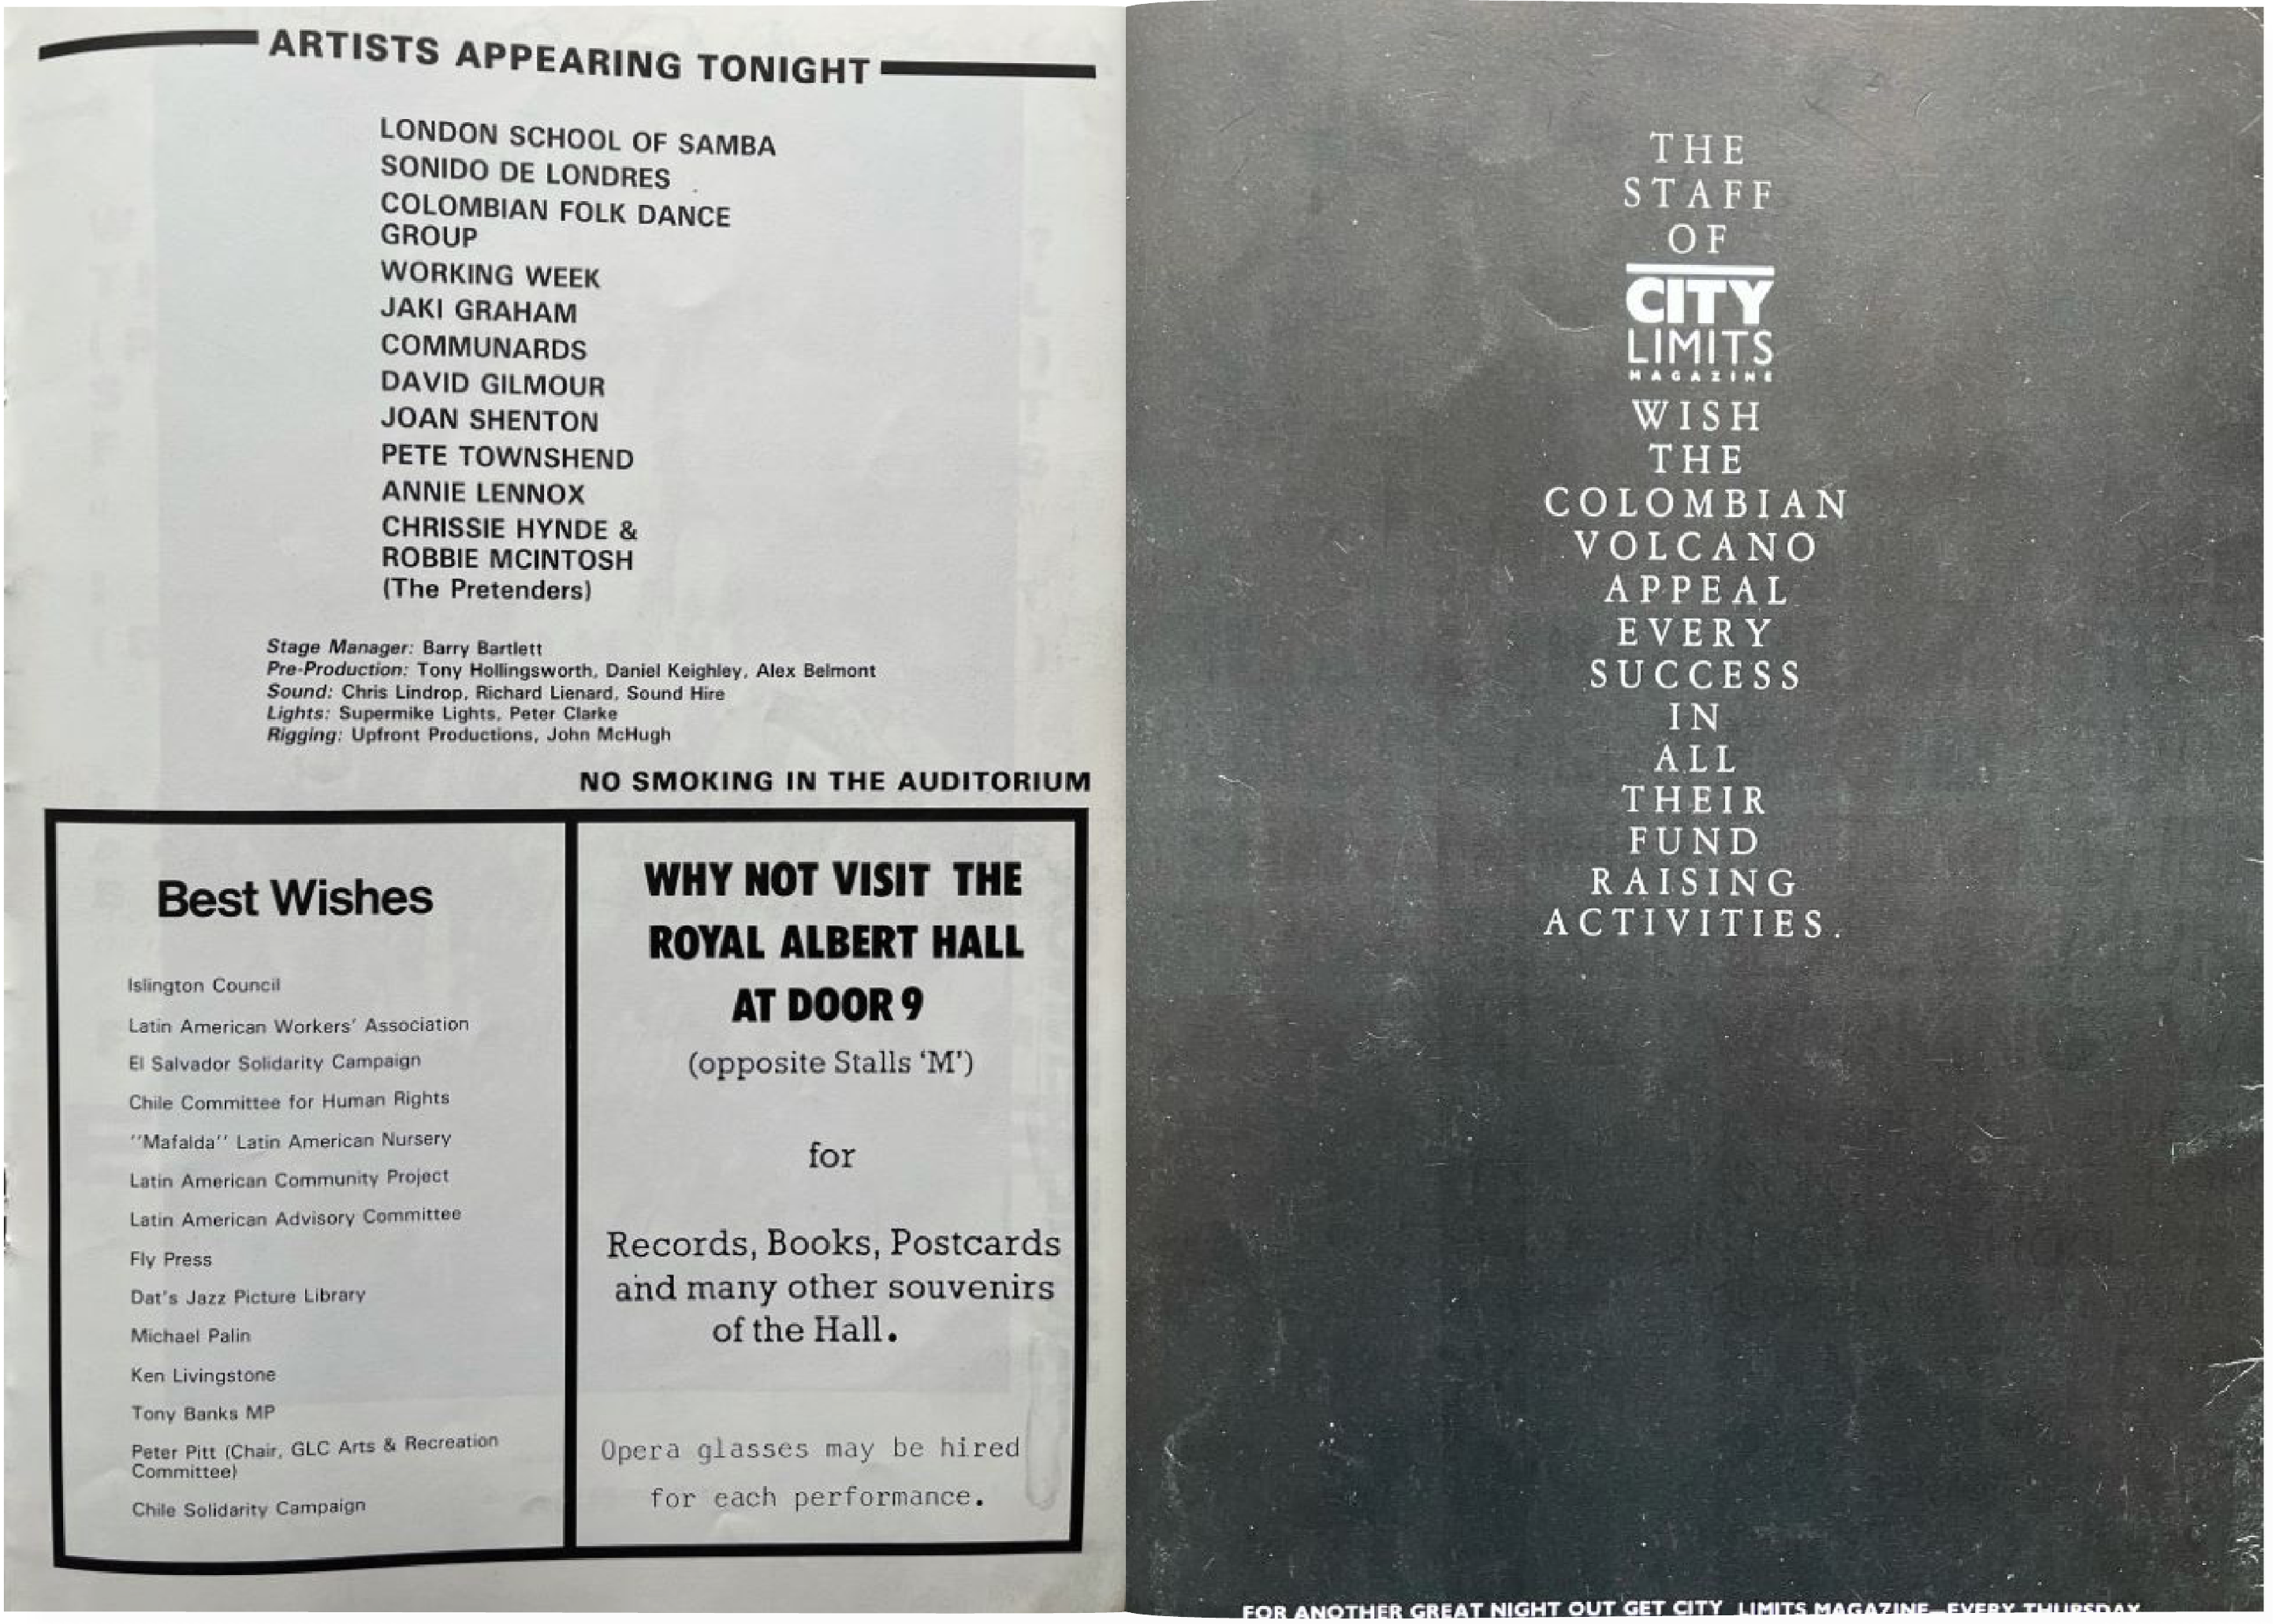 ARTISTS APPEARING TONIGHT
LONDON SCHOOL OF SAMBA
SONIDO DE LONDRES
COLOMBIAN FOLK DANCE
GROUP
WORKING WEEK
JAKI GRAHAM
COMMUNARDS
DAVID GILMOUR
JOAN SHENTON
PETE TOWNSHEND
ANNIE LENNOX
CHRISSIE HYNDE &
ROBBIE MCINTOSH
(The Pretenders)
Stage Manager: Barry Bartlett
Pre-Production: Tony Hollingsworth, Daniel Keighley, Alex Belmont
Sound: Chris Lindrop, Richard Lienard, Sound Hire
Lights: Supermike Lights, Peter Clarke
Rigging: Upfront Productions, John McHugh
NO SMOKING IN THE AUDITORIUM
Best Wishes
Islington Council
Latin American Workers' Association
El Salvador Solidarity Campaign
Chile Committee for Human Rights
''Mafalda'' Latin American Nursery
Latin American Community Project
Latin American Advisory Committee
Fly Press
Dat's Jazz Picture Library
Michael Palin
Ken Livingstone
Tony Banks MP
Peter Pitt (Chair, GLC Arts & Recreation
Committee)
Chile Solidarity Campaign
WHY NOT VISIT THE
ROYAL ALBERT HALL
AT DOOR 9
(opposite Stalls 'M')
for
Records, Books, Postcards
and many other souvenirs
of the Hall.
Opera glasses may be hired
for each performance.
THE
STAFF
OF
CITY
LIMITS
MAGAZINE
WISH
THE
COLOMBIAN
VOLCANO
APPEAL
EVERY
SUCCESS
IN
ALL
THEIR
FUND
RAISING
ACTIVITIES.
FOR ANOTHER GREAT NIGHT OUT GET CITY LIMITS MAGAZINE—EVERY THURSDAY